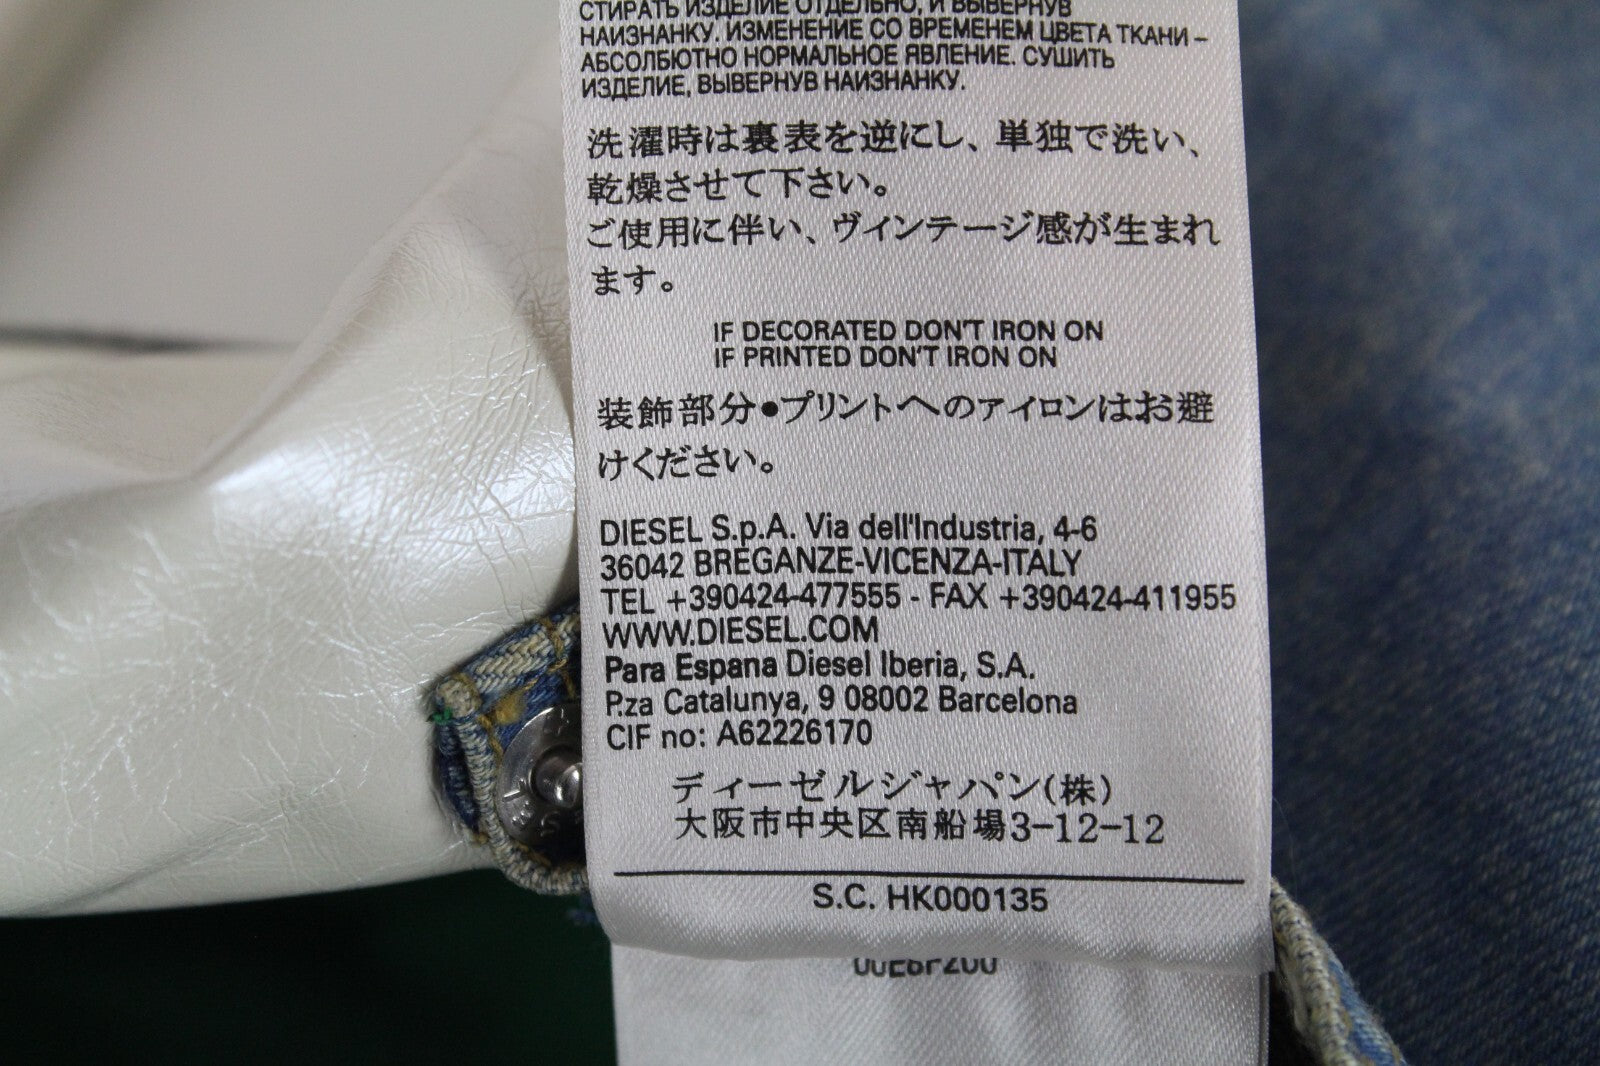 СТИРАТЬ ИЗДЕЛИЕ ОТДЕЛЬНО, И ВЫВЕРНУВ
НАИЗНАНКУ. ИЗМЕНЕНИЕ СО ВРЕМЕНЕМ ЦВЕТА ТКАНИ –
АБСОЛБЮТНО НОРМАЛЬНОЕ ЯВЛЕНИЕ. СУШИТЬ
ИЗДЕЛИЕ, ВЫВЕРНУВ НАИЗНАНКУ.
洗濯時は裏表を逆にし、単独で洗い、
乾燥させて下さい。
ご使用に伴い、ヴィンテージ感が生まれ
ます。
IF DECORATED DON'T IRON ON
IF PRINTED DON'T IRON ON
装飾部分●プリントへのアイロンはお避
けください。
DIESEL S.p.A. Via dell'Industria, 4-6
36042 BREGANZE-VICENZA-ITALY
TEL +390424-477555 - FAX +390424-411955
WWW.DIESEL.COM
Para Espana Diesel Iberia, S.A.
P.za Catalunya, 9 08002 Barcelona
CIF no: A62226170
ディーゼルジャパン(株)
大阪市中央区南船場3-12-12
S.C. HK000135